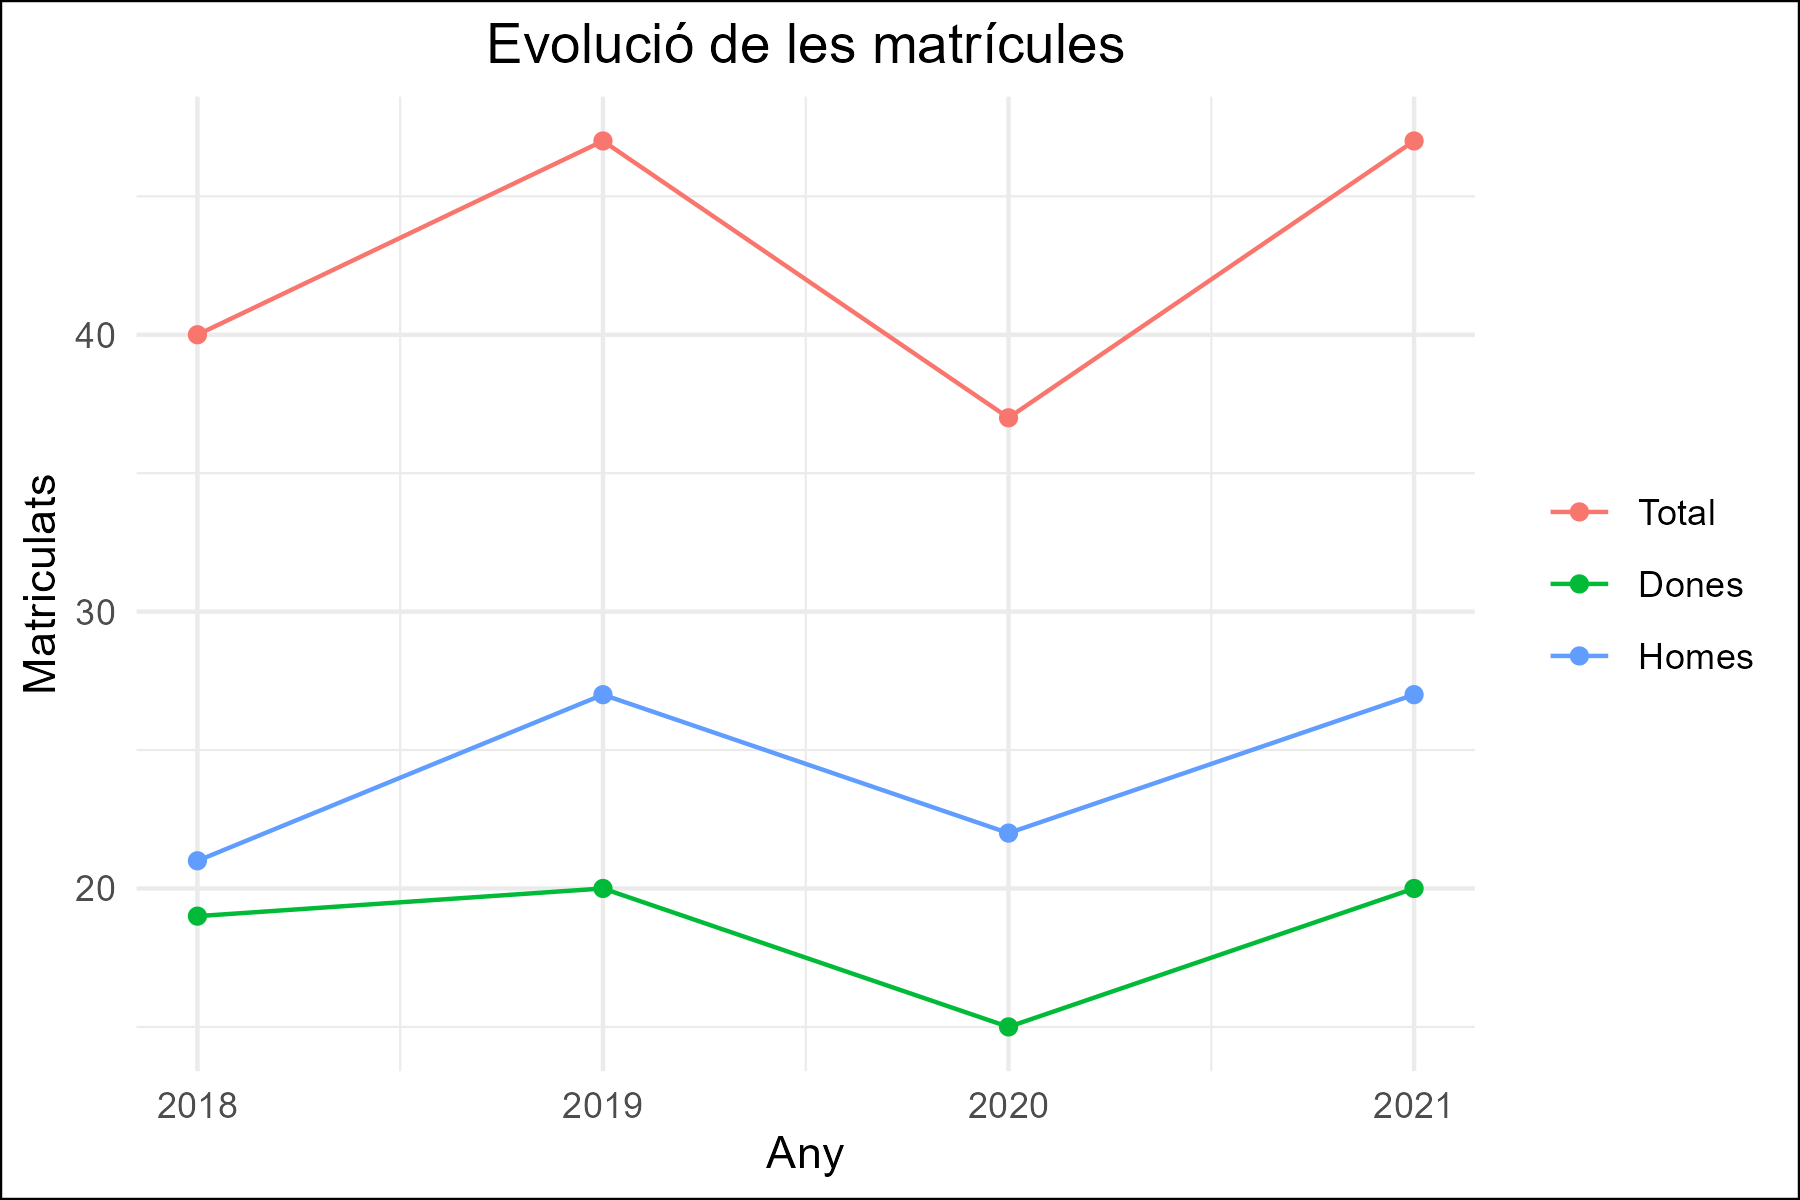 Evolució de les matrícules
Matriculats
40
30
20
2018 2019 2020 2021
Any
Total
Dones
Homes